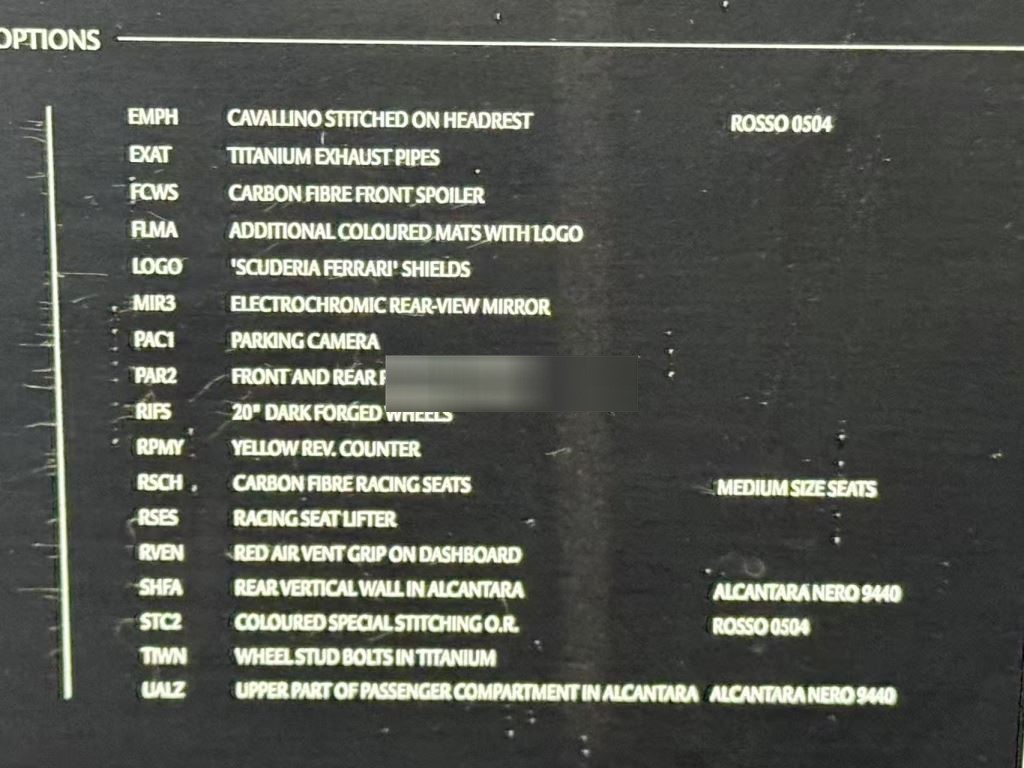 OPTIONS
EMPH CAVALLINO STITCHED ON HEADREST ROSSO 0504
EXAT TITANIUM EXHAUST PIPES
FCWS CARBON FIBRE FRONT SPOILER
FLMA ADDITIONAL COLOURED MATS WITH LOGO
LOGO 'SCUDERIA FERRARI' SHIELDS
MIR3 ELECTROCHROMIC REAR-VIEW MIRROR
PAC1 PARKING CAMERA
PAR2 FRONT AND REAR
RIFS 20" DARK FORGED WHEELS
RPMY YELLOW REV. COUNTER
RSCH CARBON FIBRE RACING SEATS MEDIUM SIZE SEATS
RSES RACING SEAT LIFTER
RVEN RED AIR VENT GRIP ON DASHBOARD
SHFA REAR VERTICAL WALL IN ALCANTARA ALCANTARA NERO 9440
STC2 COLOURED SPECIAL STITCHING O.R. ROSSO 0504
TIWN WHEEL STUD BOLTS IN TITANIUM
UALZ UPPER PART OF PASSENGER COMPARTMENT IN ALCANTARA ALCANTARA NERO 9440